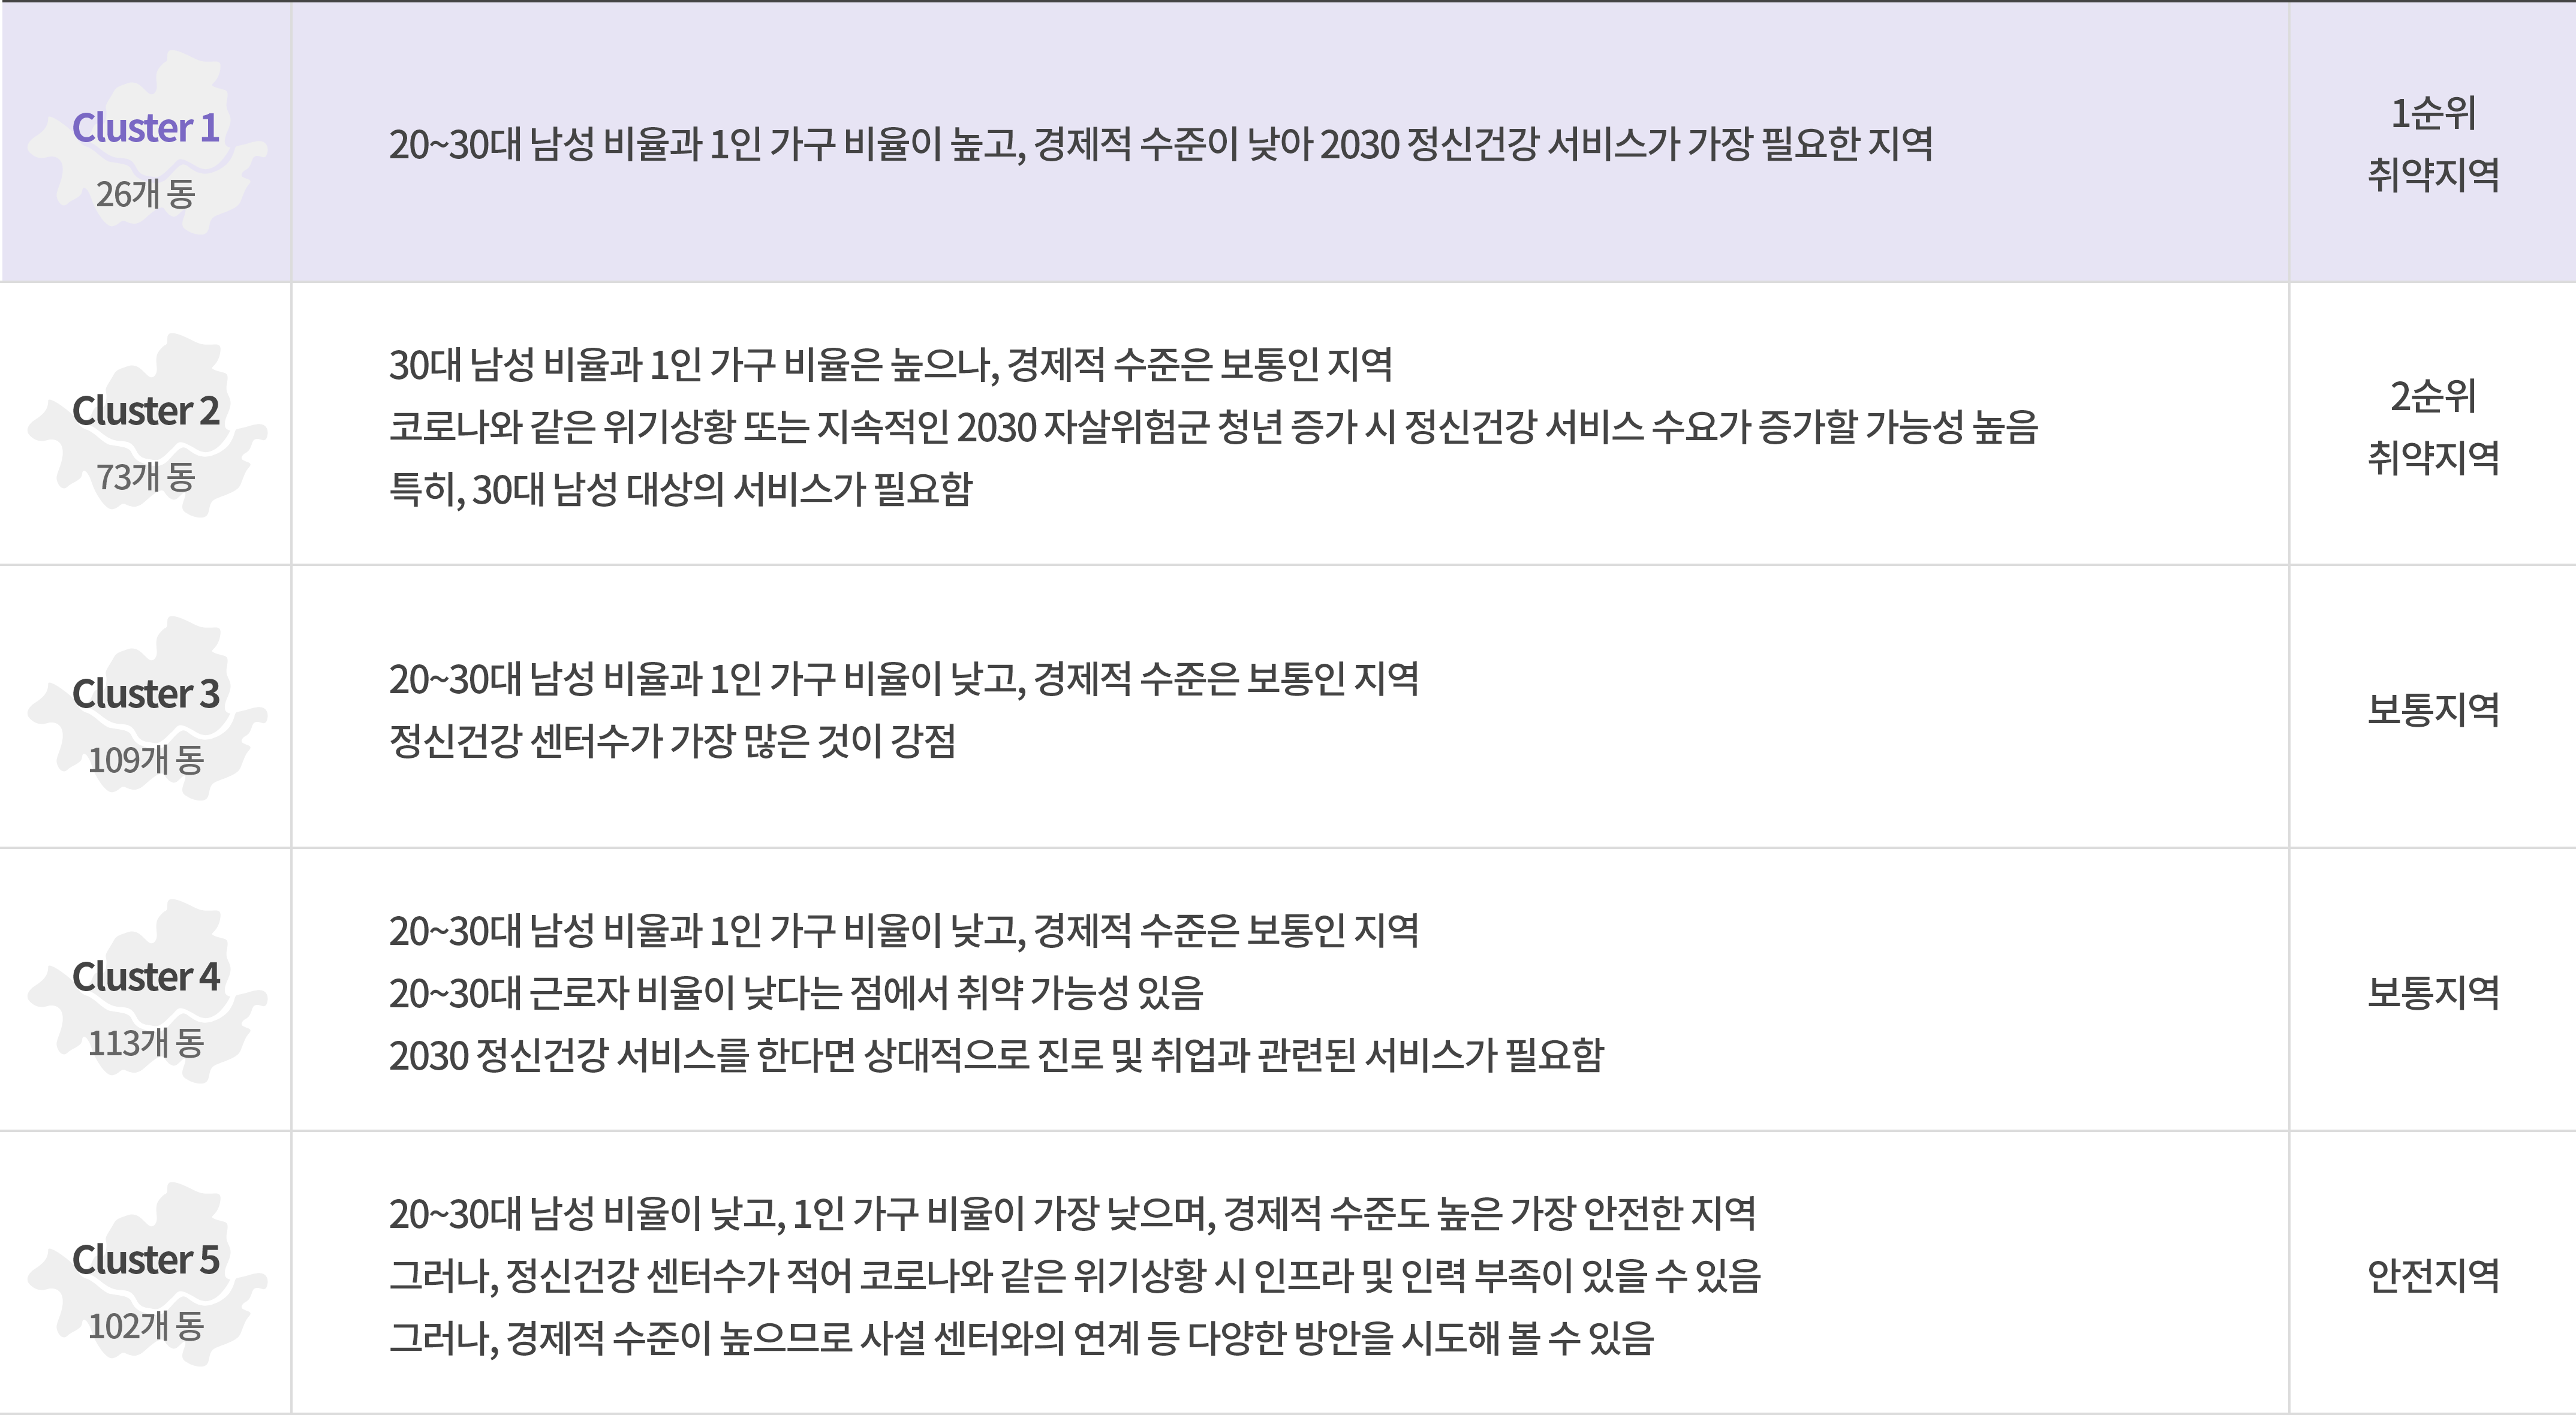 Cluster 1
26개 동
20~30대 남성 비율과 1인 가구 비율이 높고, 경제적 수준이 낮아 2030 정신건강 서비스가 가장 필요한 지역
1순위
취약지역
Cluster 2
73개 동
30대 남성 비율과 1인 가구 비율은 높으나, 경제적 수준은 보통인 지역
코로나와 같은 위기상황 또는 지속적인 2030 자살위험군 청년 증가 시 정신건강 서비스 수요가 증가할 가능성 높음
특히, 30대 남성 대상의 서비스가 필요함
2순위
취약지역
Cluster 3
109개 동
20~30대 남성 비율과 1인 가구 비율이 낮고, 경제적 수준은 보통인 지역
정신건강 센터수가 가장 많은 것이 강점
보통지역
Cluster 4
113개 동
20~30대 남성 비율과 1인 가구 비율이 낮고, 경제적 수준은 보통인 지역
20~30대 근로자 비율이 낮다는 점에서 취약 가능성 있음
2030 정신건강 서비스를 한다면 상대적으로 진로 및 취업과 관련된 서비스가 필요함
보통지역
Cluster 5
102개 동
20~30대 남성 비율이 낮고, 1인 가구 비율이 가장 낮으며, 경제적 수준도 높은 가장 안전한 지역
그러나, 정신건강 센터수가 적어 코로나와 같은 위기상황 시 인프라 및 인력 부족이 있을 수 있음
그러나, 경제적 수준이 높으므로 사설 센터와의 연계 등 다양한 방안을 시도해 볼 수 있음
안전지역